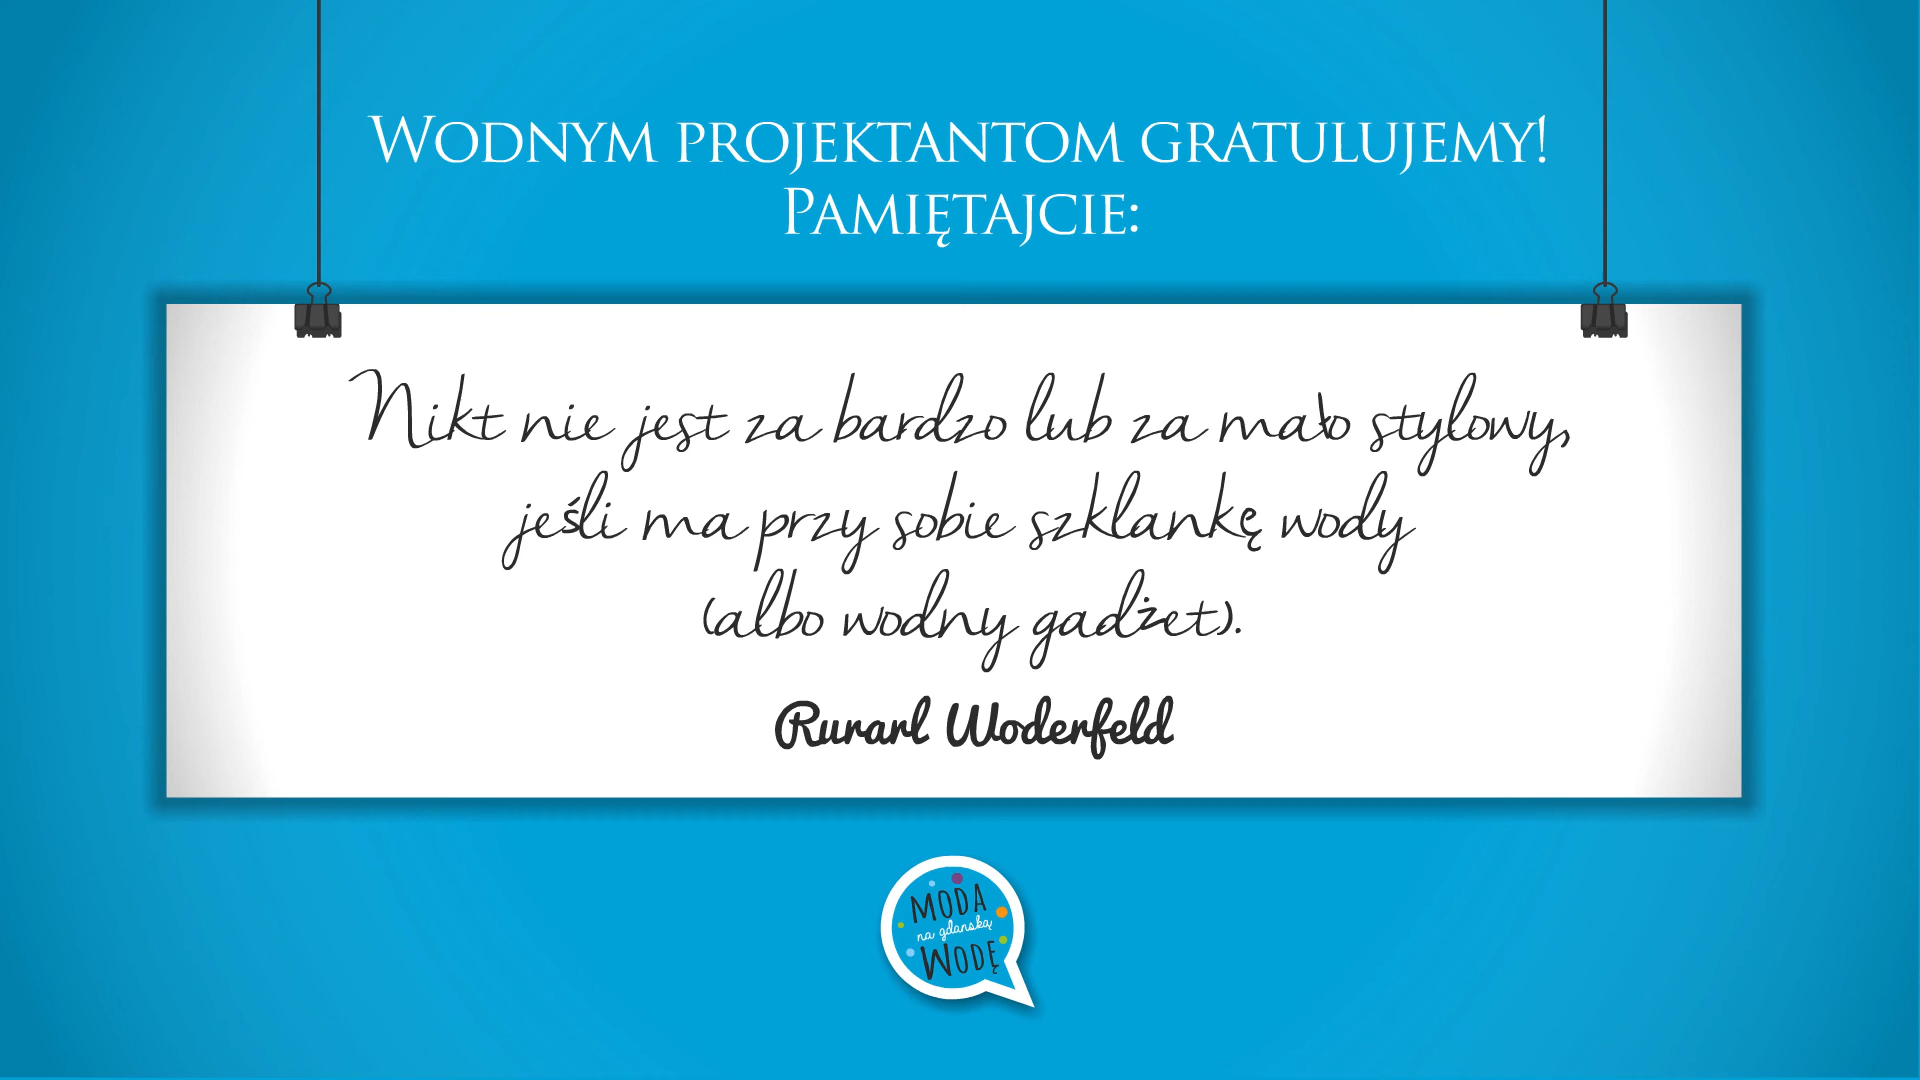 Wodnym projektantom gratulujemy!
Pamiętajcie:
Nikt nie jest za bardzo lub za mało stylowy,
jeśli ma przy sobie szklankę wody
(albo wodny gadżet).
Rurarl Woderfeld
MODA
na gdańską
WODĘ